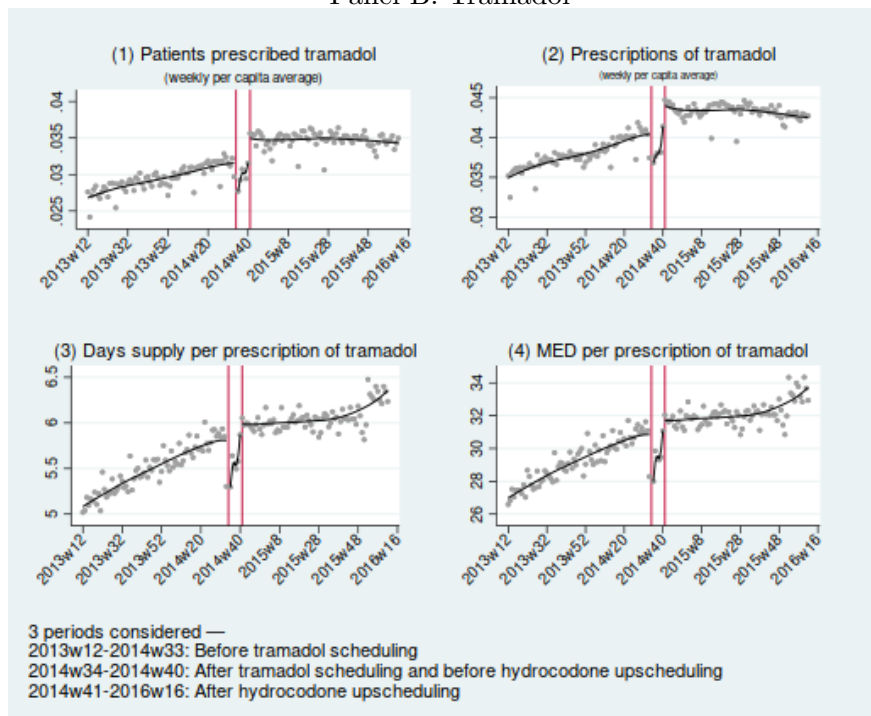 Panel B: Tramadol
(1) Patients prescribed tramadol
(weekly per capita average)
.04
.035
.03
.025
2013w12
2013w32
2013w52
2014w20
2014w40
2015w8
2015w28
2015w48
2016w16
(2) Prescriptions of tramadol
(weekly per capita average)
.045
.04
.035
.03
2013w12
2013w32
2013w52
2014w20
2014w40
2015w8
2015w28
2015w48
2016w16
(3) Days supply per prescription of tramadol
6.5
6
5.5
5
2013w12
2013w32
2013w52
2014w20
2014w40
2015w8
2015w28
2015w48
2016w16
(4) MED per prescription of tramadol
34
32
30
28
26
2013w12
2013w32
2013w52
2014w20
2014w40
2015w8
2015w28
2015w48
2016w16
3 periods considered —
2013w12-2014w33: Before tramadol scheduling
2014w34-2014w40: After tramadol scheduling and before hydrocodone upscheduling
2014w41-2016w16: After hydrocodone upscheduling